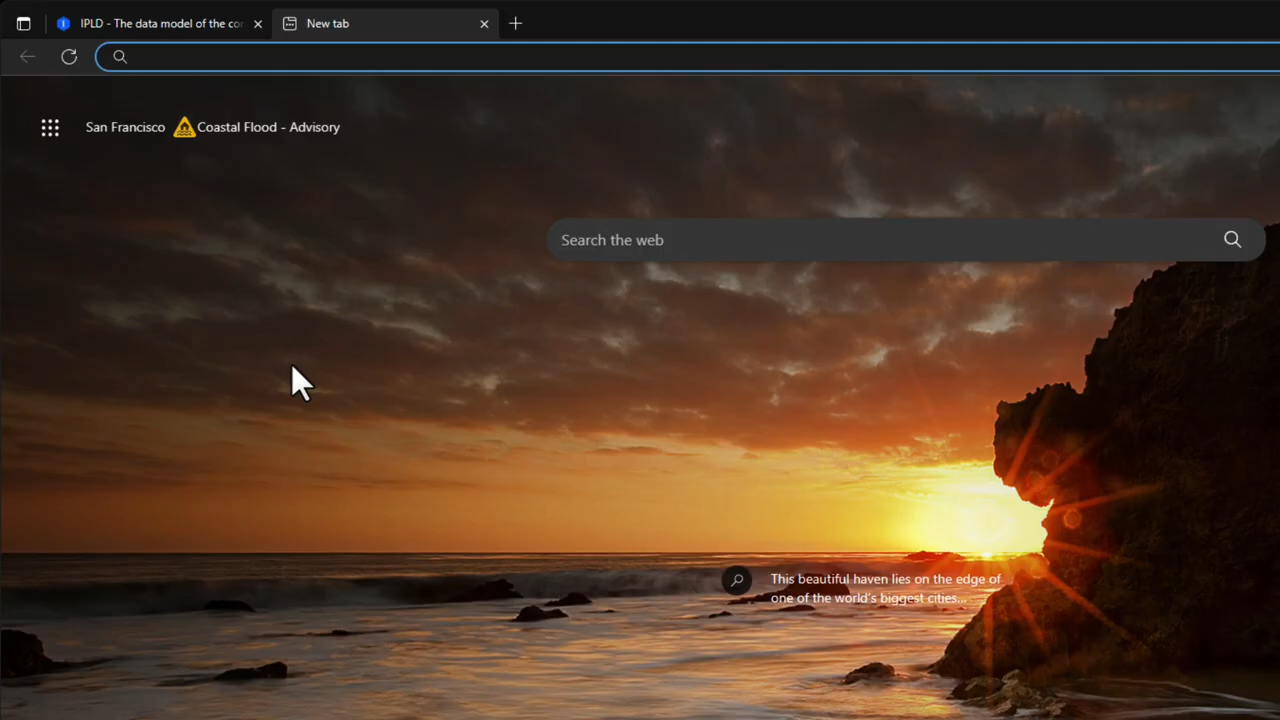 IPLD - The data model of the co
New tab
San Francisco
Coastal Flood - Advisory
Search the web
This beautiful haven lies on the edge of
one of the world's biggest cities...